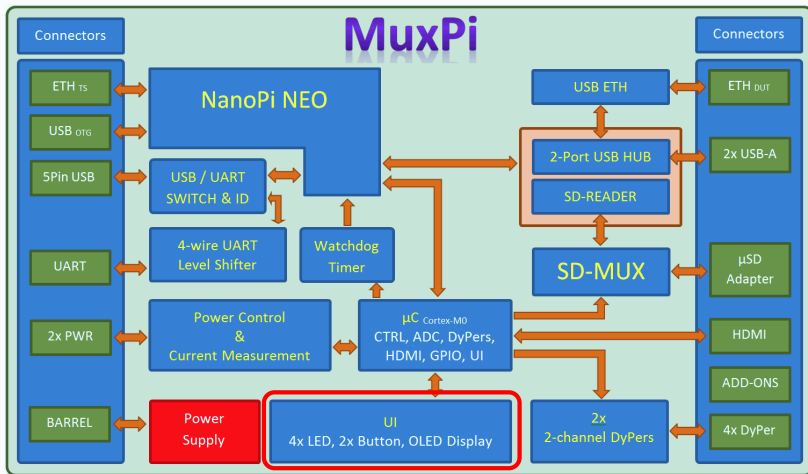 MuxPi
Connectors
ETH TS
USB OTG
5Pin USB
UART
2x PWR
BARREL
NanoPi NEO
USB / UART
SWITCH & ID
4-wire UART
Level Shifter
Watchdog
Timer
Power Control
&
Current Measurement
µC Cortex-M0
CTRL, ADC, DyPers,
HDMI, GPIO, UI
Power
Supply
UI
4x LED, 2x Button, OLED Display
USB ETH
2-Port USB HUB
SD-READER
SD-MUX
2x
2-channel DyPers
Connectors
ETH DUT
2x USB-A
µSD
Adapter
HDMI
ADD-ONS
4x DyPer